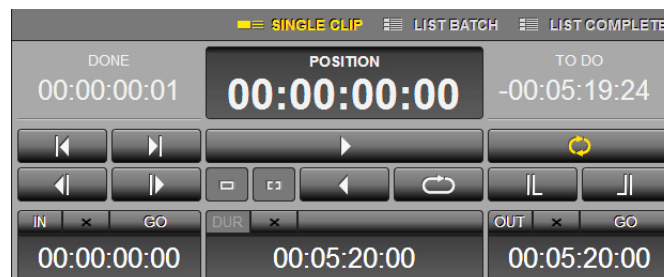 SINGLE CLIP LIST BATCH LIST COMPLETE
DONE POSITION TO DO
00:00:00:01 00:00:00:00 -00:05:19:24
IN × GO DUR × OUT × GO
00:00:00:00 00:05:20:00 00:05:20:00